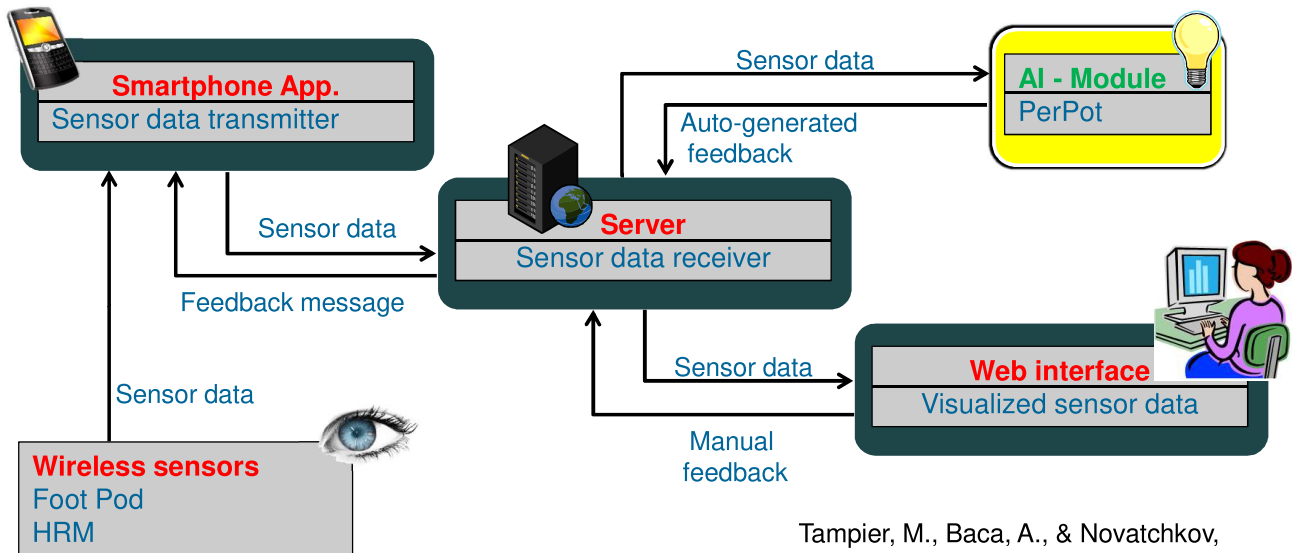 Smartphone App.
Sensor data transmitter
Sensor data
AI - Module
PerPot
Auto-generated
feedback
Server
Sensor data receiver
Sensor data
Feedback message
Sensor data
Web interface
Visualized sensor data
Manual
feedback
Sensor data
Wireless sensors
Foot Pod
HRM
Tampier, M., Baca, A., & Novatchkov,